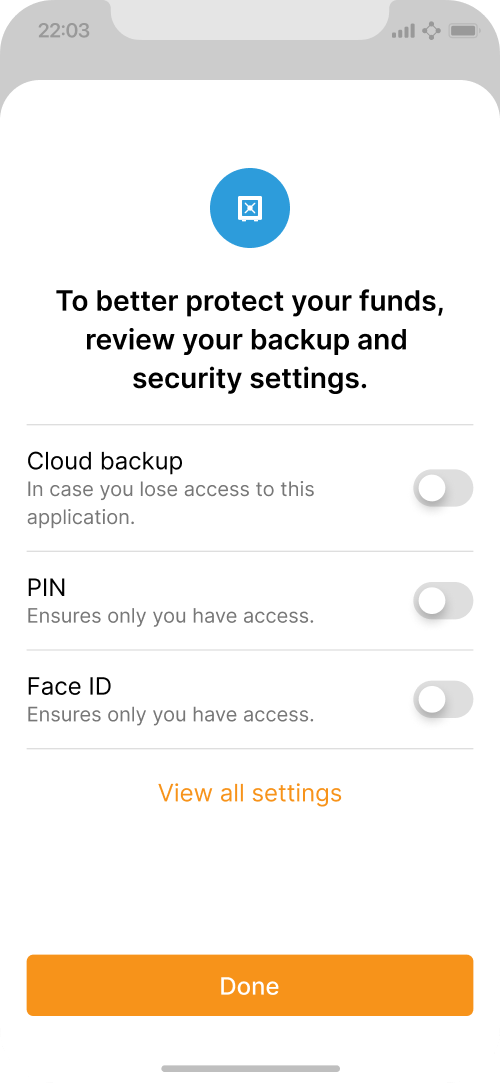 22:03
To better protect your funds,
review your backup and
security settings.
Cloud backup
In case you lose access to this
application.
PIN
Ensures only you have access.
Face ID
Ensures only you have access.
View all settings
Done